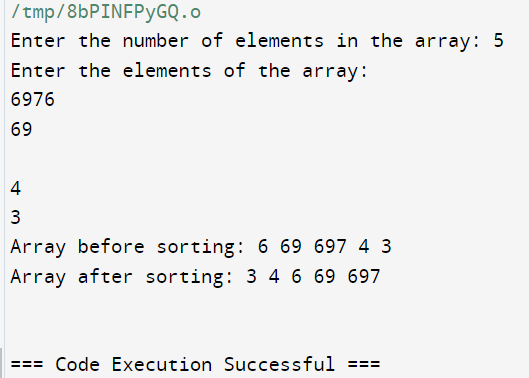 /tmp/8bPINFPyGQ.o
Enter the number of elements in the array: 5
Enter the elements of the array:
6976
69
4
3
Array before sorting: 6 69 697 4 3
Array after sorting: 3 4 6 69 697
=== Code Execution Successful ===